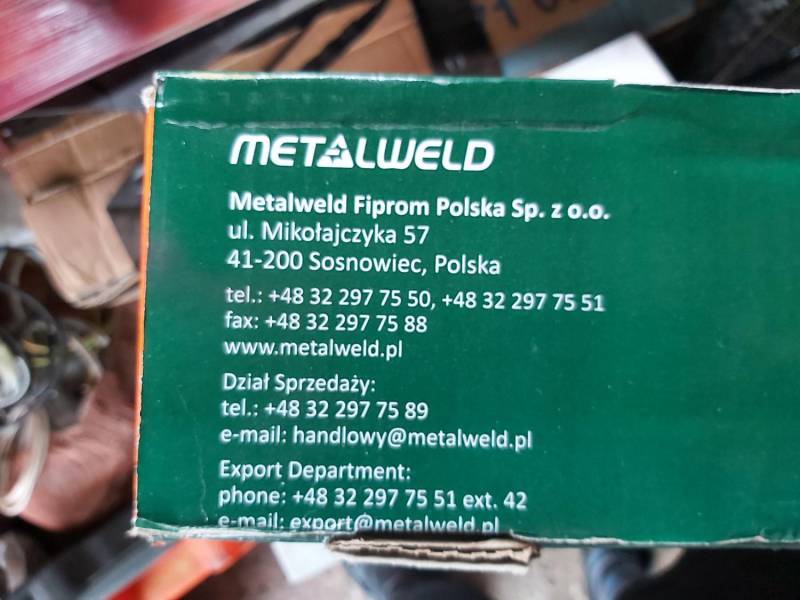 METALWELD
Metalweld Fiprom Polska Sp. z o.o.
ul. Mikołajczyka 57
41-200 Sosnowiec, Polska
tel.: +48 32 297 75 50, +48 32 297 75 51
fax: +48 32 297 75 88
www.metalweld.pl
Dział Sprzedaży:
tel.: +48 32 297 75 89
e-mail: handlowy@metalweld.pl
Export Department:
phone: +48 32 297 75 51 ext. 42
e-mail: export@metalweld.pl